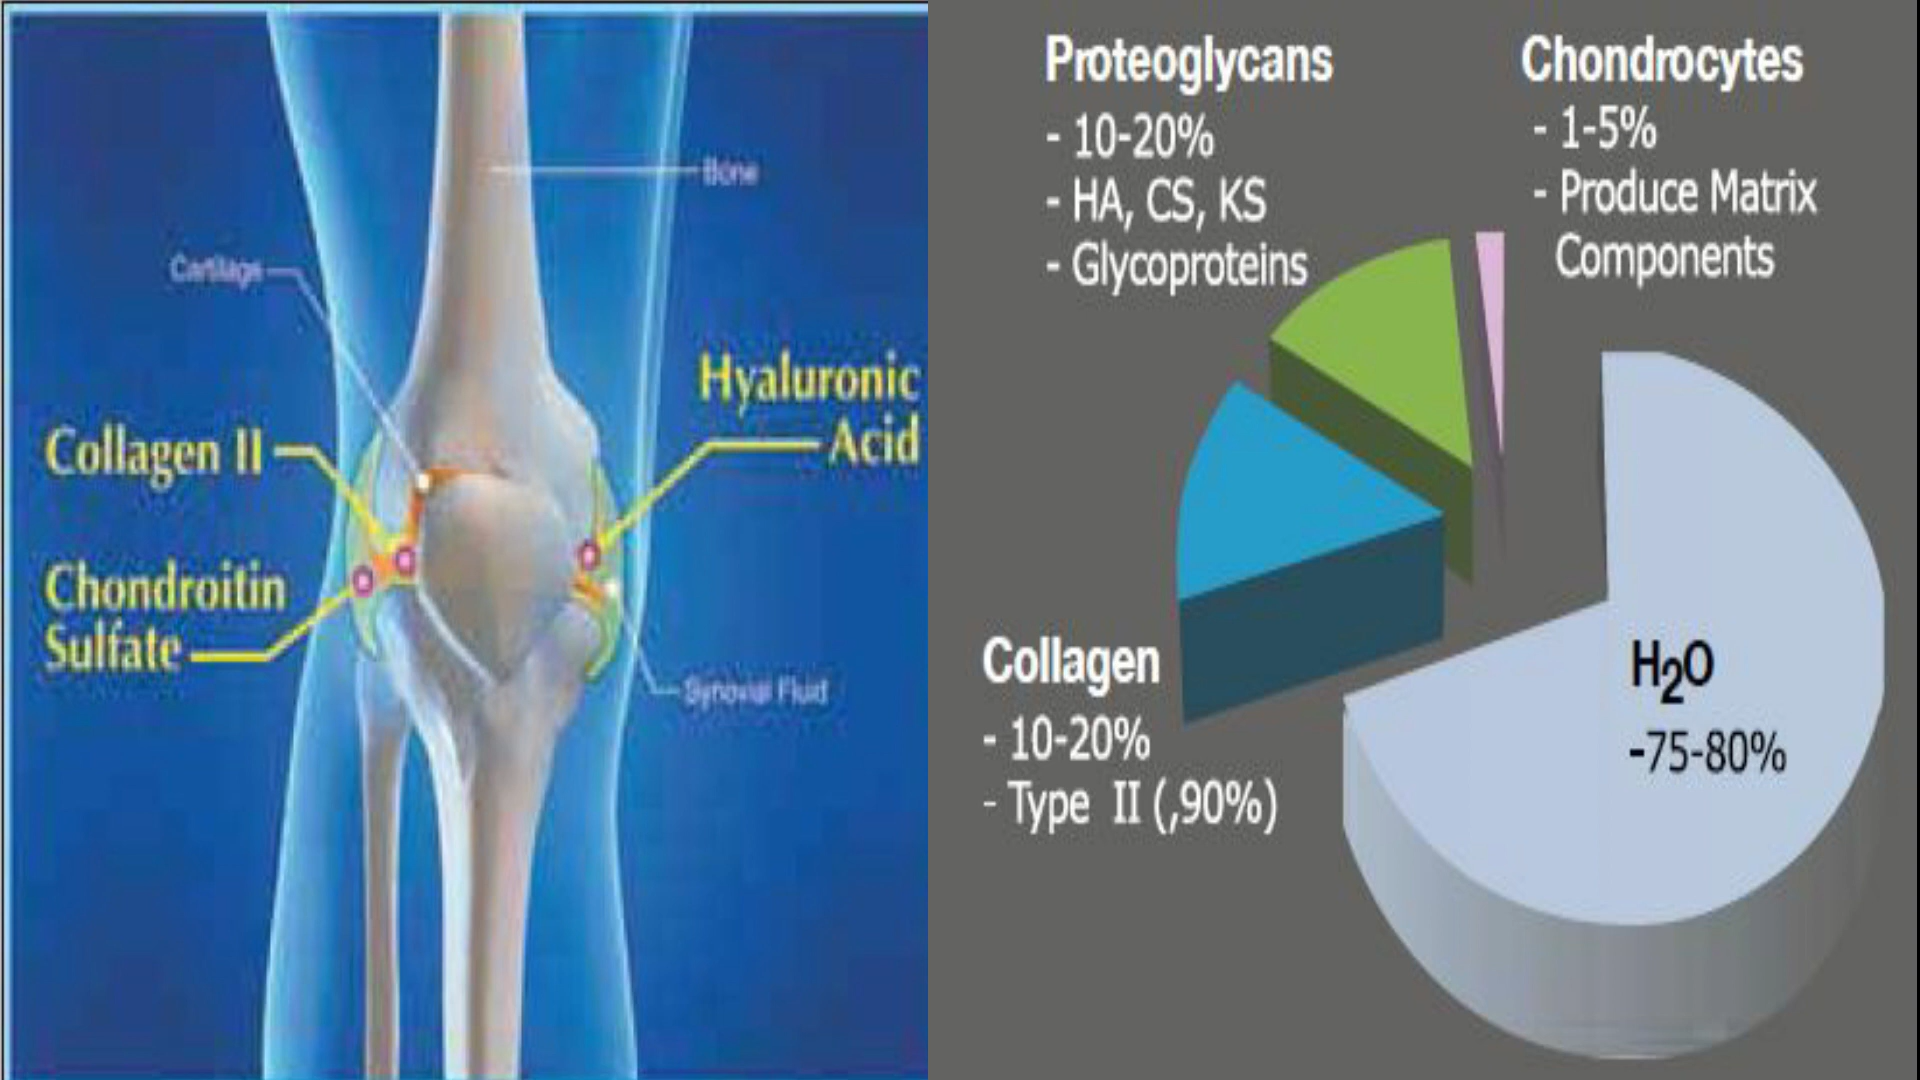 Bone
Cartilage
Hyaluronic
Acid
Collagen II
Chondroitin
Sulfate
Synovial Fluid
Proteoglycans
- 10-20%
- HA, CS, KS
- Glycoproteins
Chondrocytes
- 1-5%
- Produce Matrix
Components
Collagen
- 10-20%
- Type II (,90%)
H₂O
-75-80%